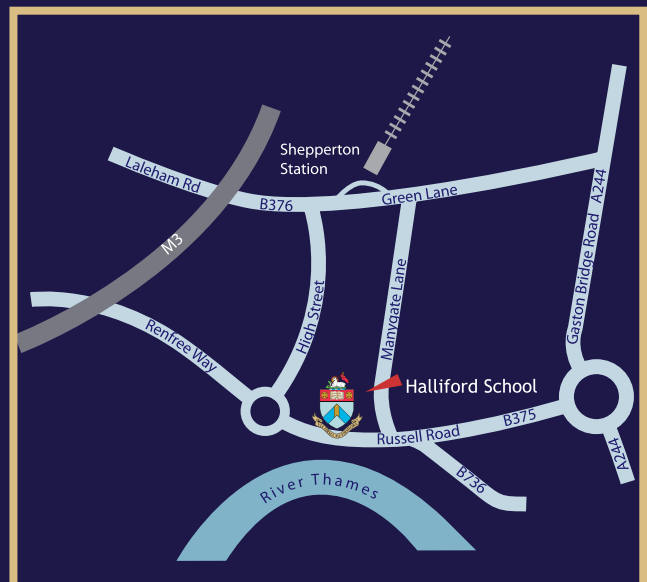 Shepperton
Station
Laleham Rd
B376
Green Lane
A244
M3
Gaston Bridge Road
Manygate Lane
High Street
Renfree Way
Halliford School
B375
Russell Road
A244
B736
River Thames